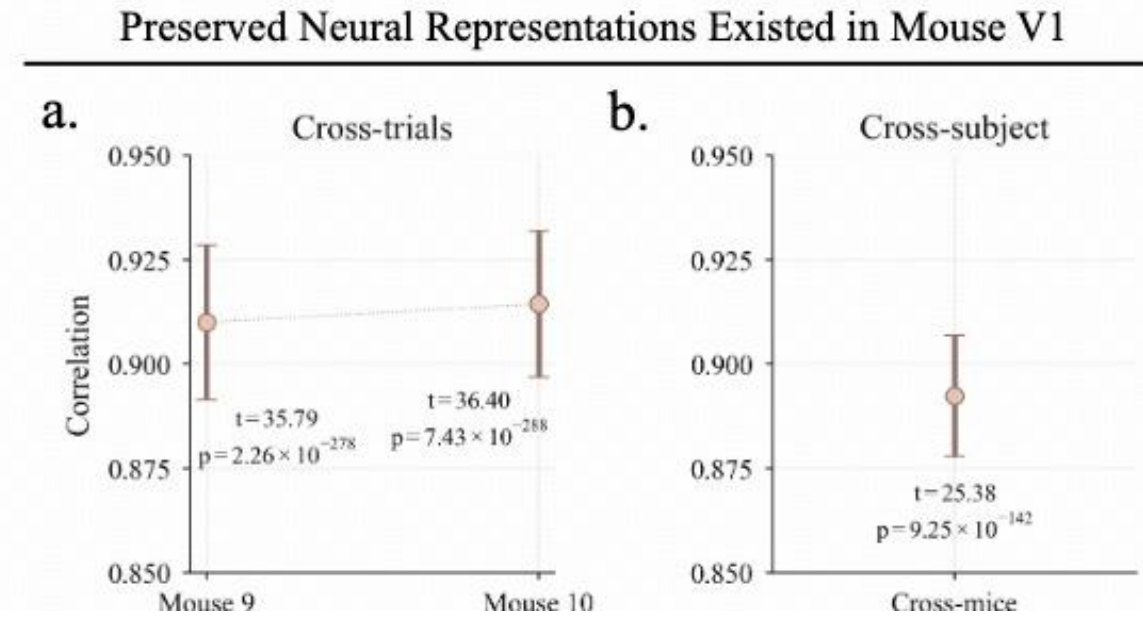 Preserved Neural Representations Existed in Mouse V1
a.
Cross-trials
0.950
0.925
0.900
0.875
0.850
Correlation
t=35.79
p=2.26×10⁻²⁷⁸
t=36.40
p=7.43×10⁻²⁸⁸
Mouse 9
Mouse 10
b.
Cross-subject
0.950
0.925
0.900
0.875
0.850
t=25.38
p=9.25×10⁻¹⁴²
Cross-mice